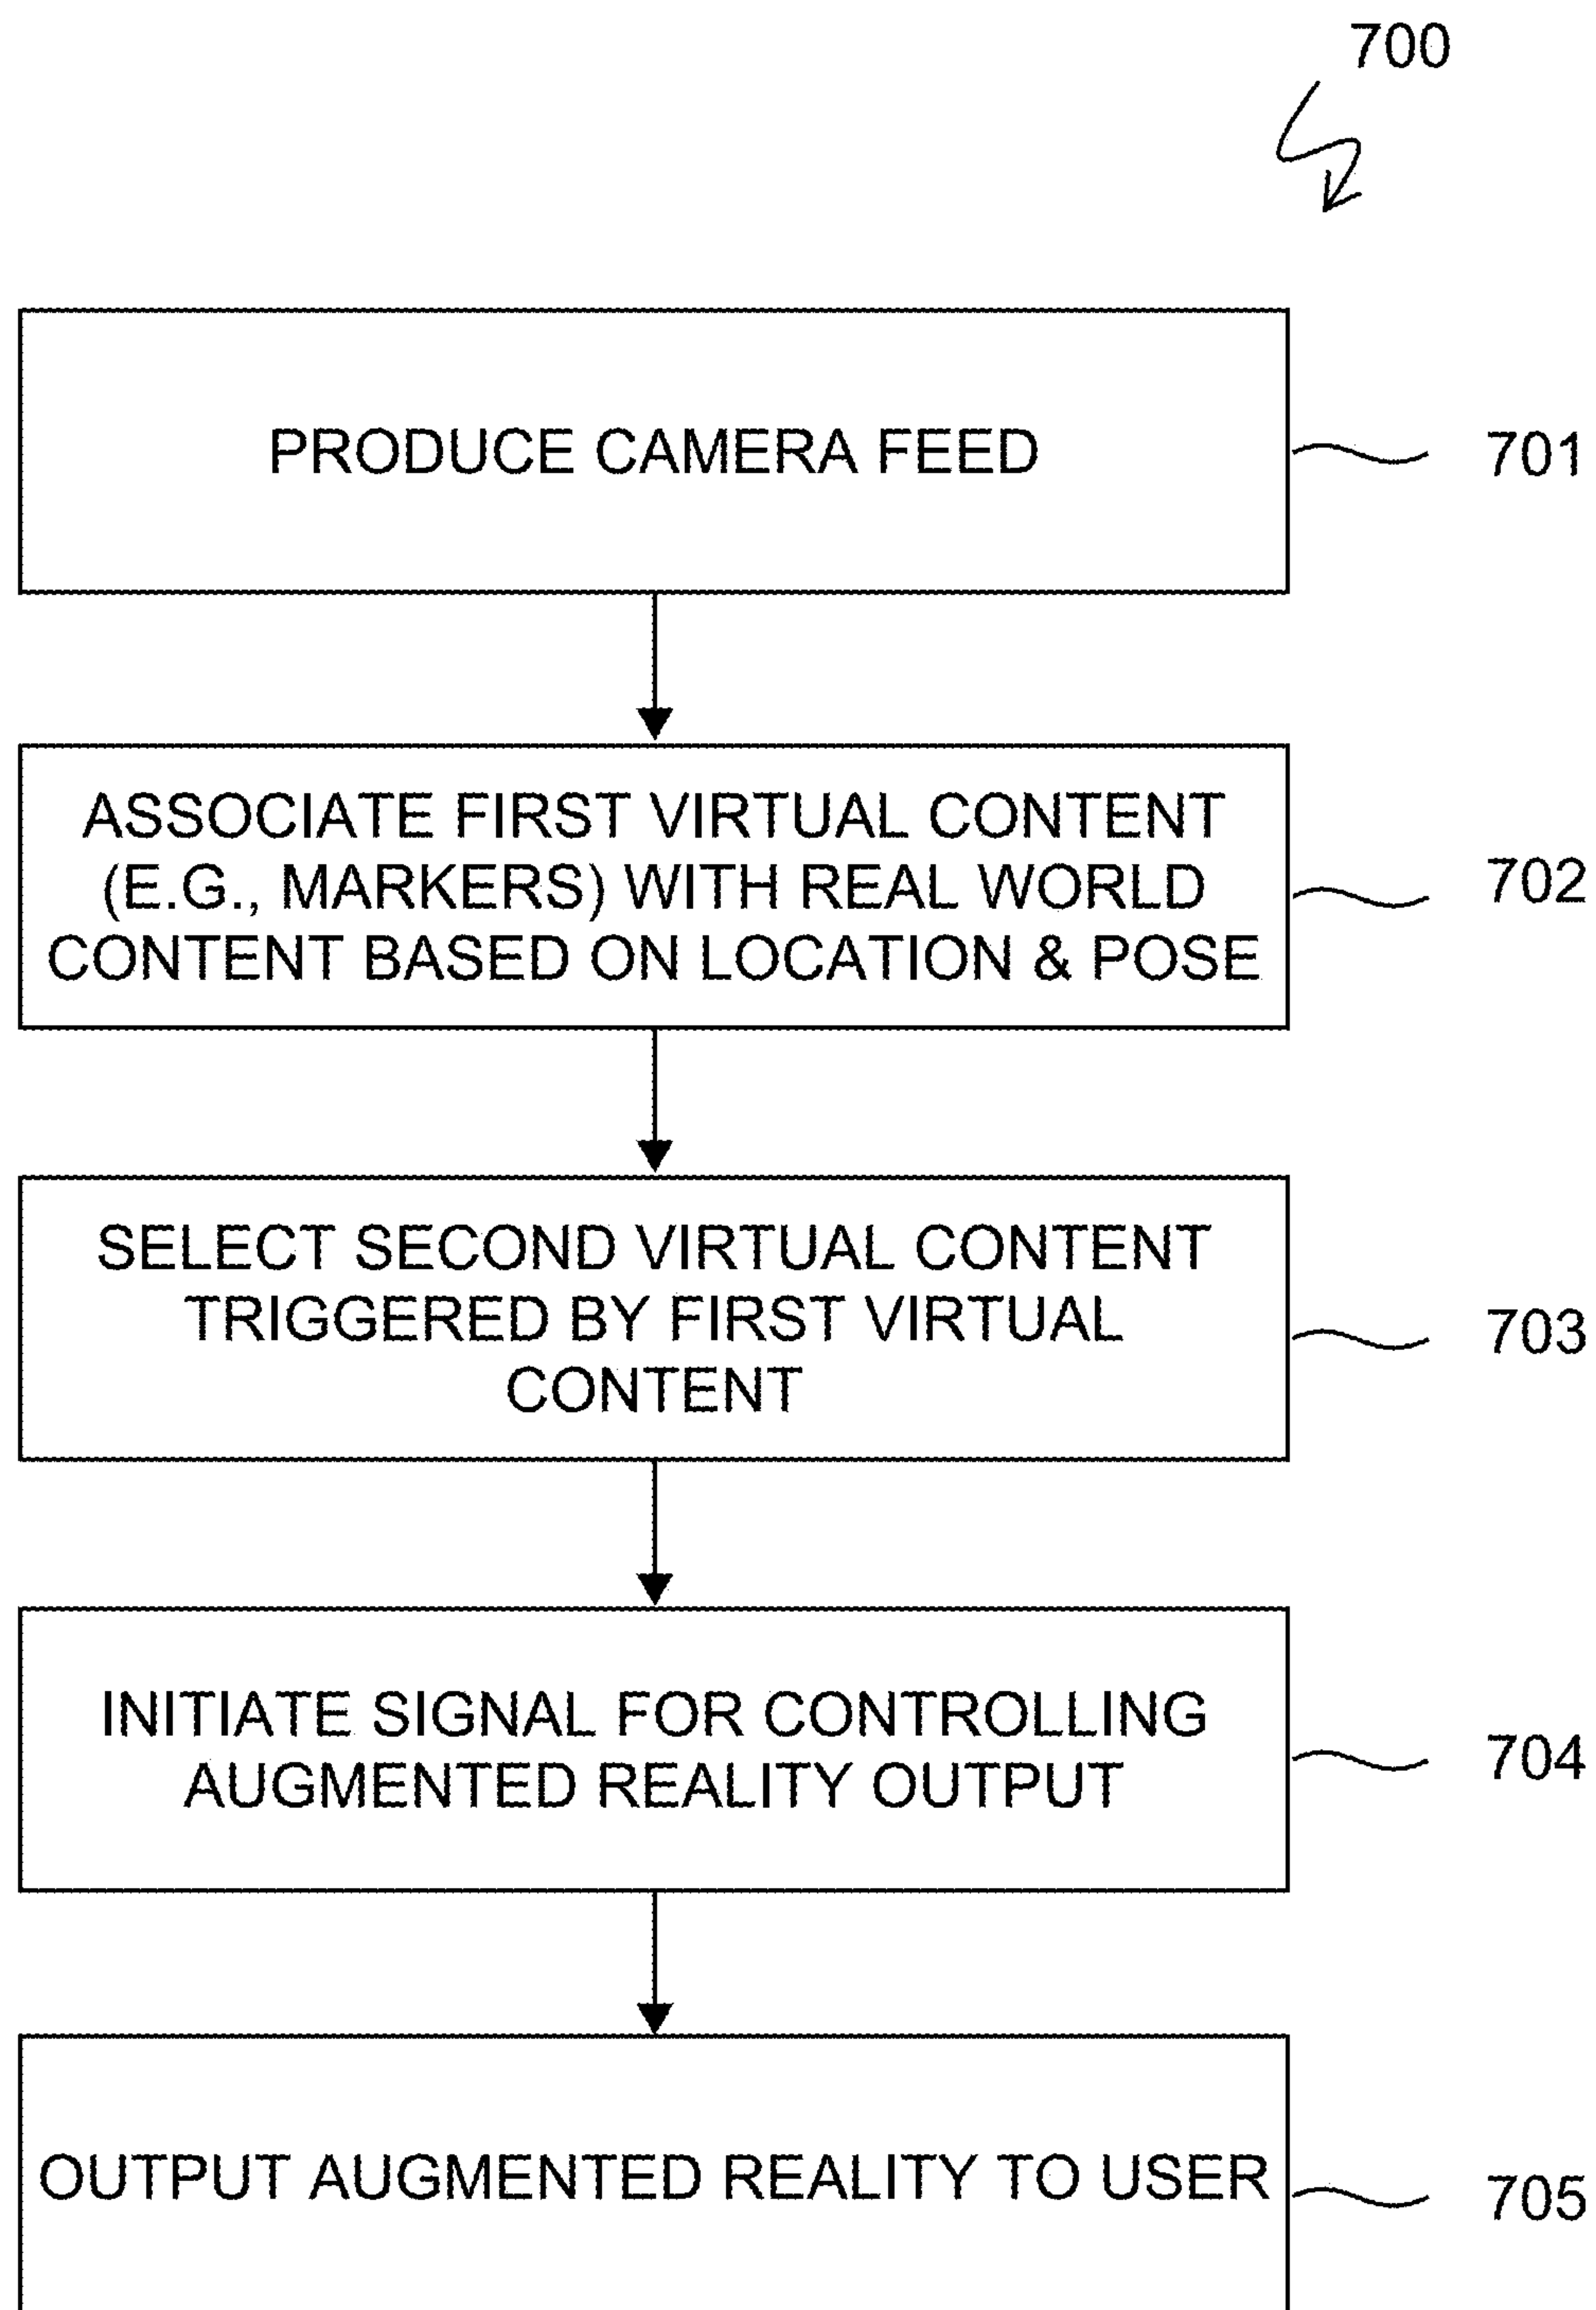 700
PRODUCE CAMERA FEED
701
ASSOCIATE FIRST VIRTUAL CONTENT
(E.G., MARKERS) WITH REAL WORLD
CONTENT BASED ON LOCATION & POSE
702
SELECT SECOND VIRTUAL CONTENT
TRIGGERED BY FIRST VIRTUAL
CONTENT
703
INITIATE SIGNAL FOR CONTROLLING
AUGMENTED REALITY OUTPUT
704
OUTPUT AUGMENTED REALITY TO USER
705